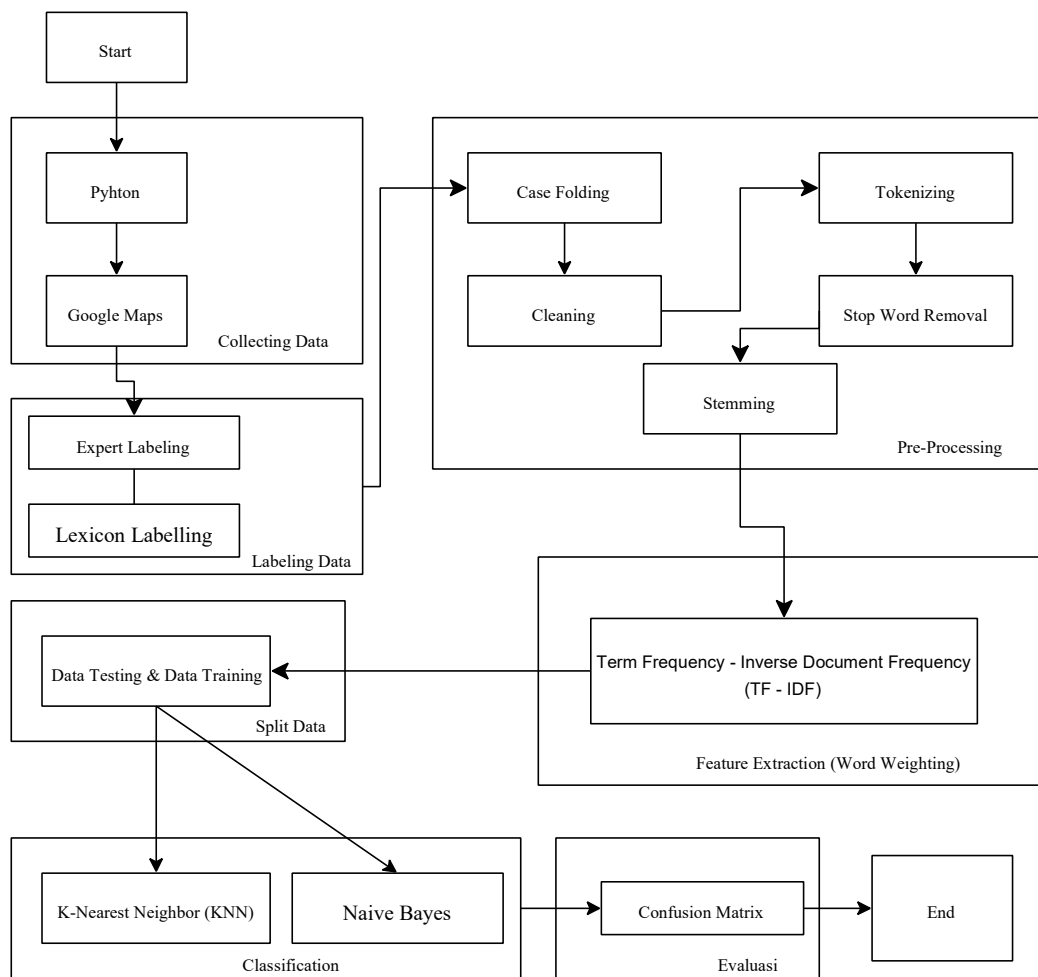 Start
Pyhton
Google Maps
Collecting Data
Expert Labeling
Lexicon Labelling
Labeling Data
Case Folding
Cleaning
Tokenizing
Stop Word Removal
Stemming
Pre-Processing
Term Frequency - Inverse Document Frequency
(TF - IDF)
Feature Extraction (Word Weighting)
Data Testing & Data Training
Split Data
K-Nearest Neighbor (KNN)
Naive Bayes
Classification
Confusion Matrix
Evaluasi
End